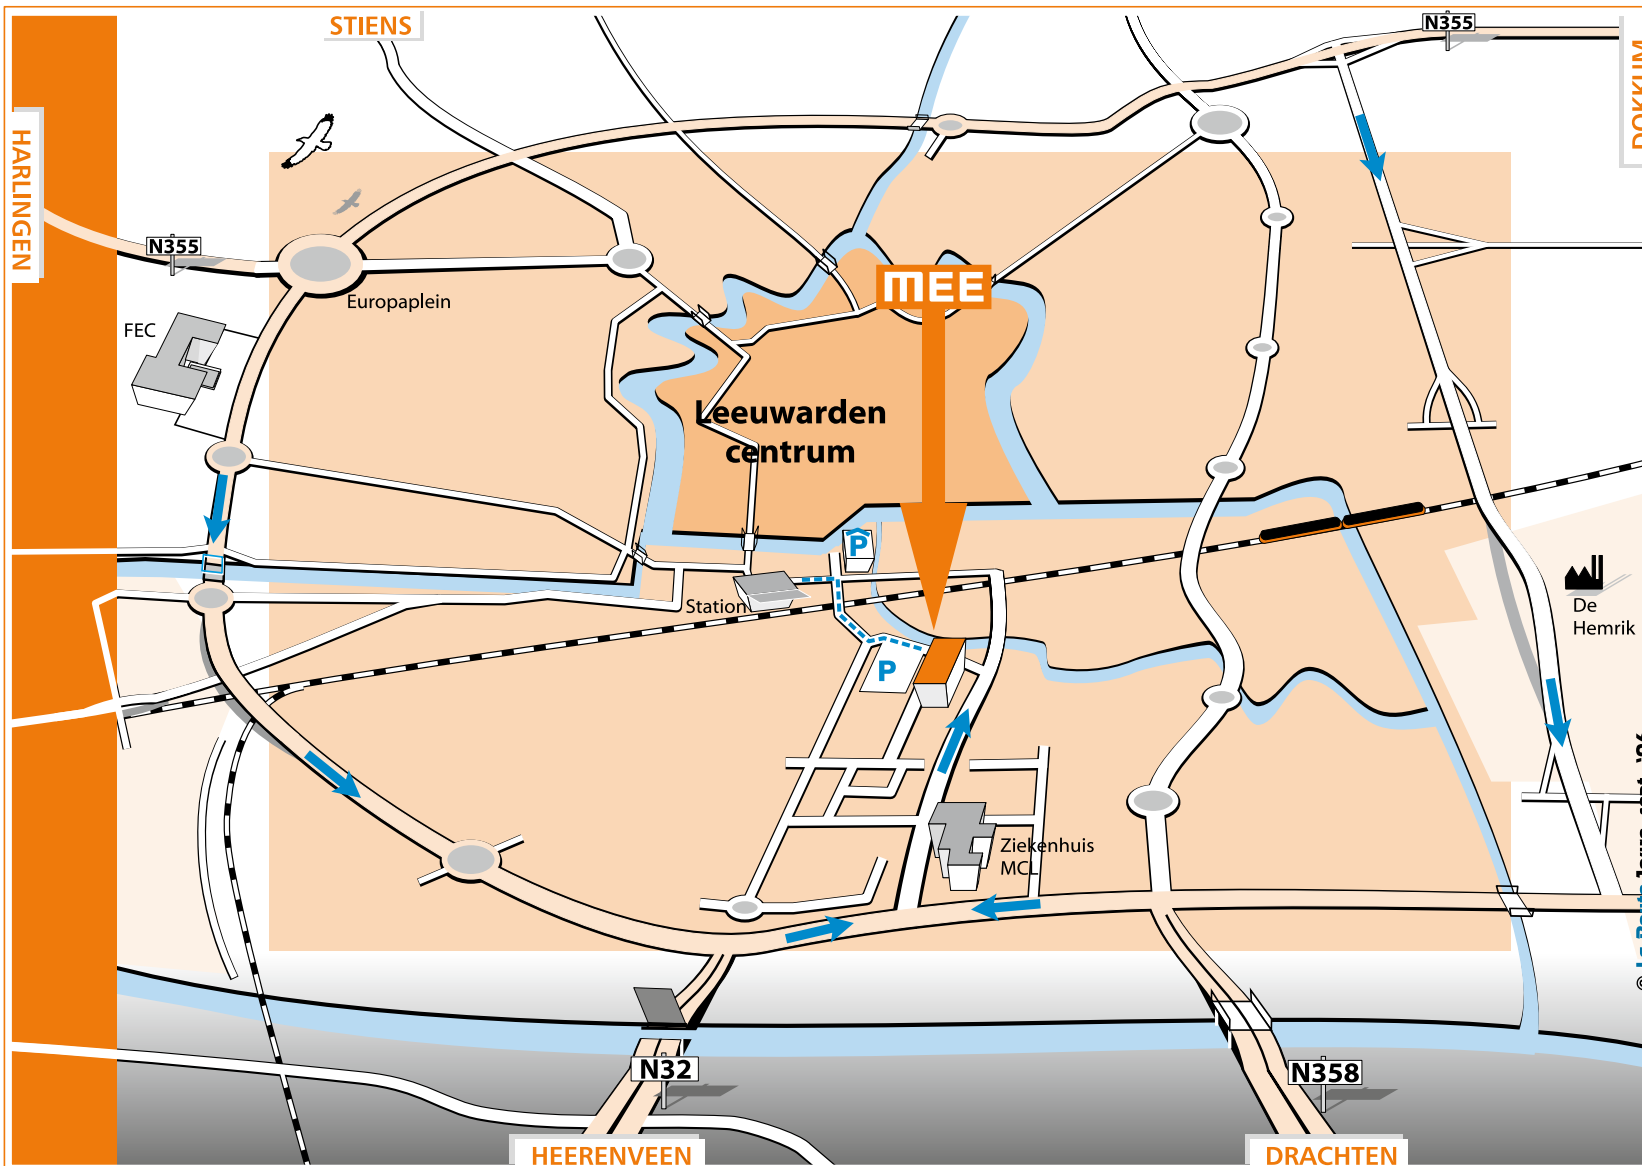 STIENS
N355
DOKKUM
HARLINGEN
N355
Europaplein
FEC
MEE
Leeuwarden
centrum
P
Station
De
Hemrik
P
Ziekenhuis
MCL
N32
N358
HEERENVEEN
DRACHTEN